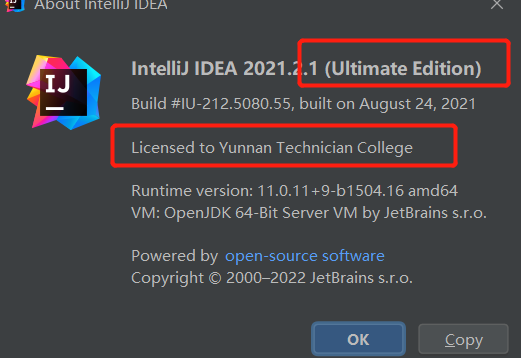 About IntelliJ IDEA
IJ
IntelliJ IDEA 2021.2.1 (Ultimate Edition)
Build #IU-212.5080.55, built on August 24, 2021
Licensed to Yunnan Technician College
Runtime version: 11.0.11+9-b1504.16 amd64
VM: OpenJDK 64-Bit Server VM by JetBrains s.r.o.
Powered by open-source software
Copyright © 2000–2022 JetBrains s.r.o.
OK
Copy